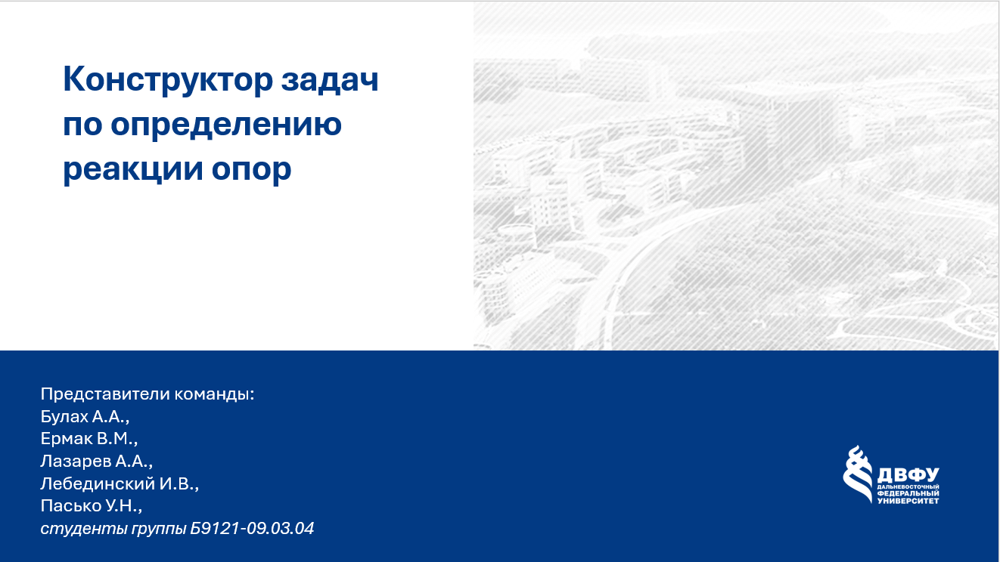 Конструктор задач
по определению
реакции опор
Представители команды:
Булах А.А.,
Ермак В.М.,
Лазарев А.А.,
Лебединский И.В.,
Пасько У.Н.,
студенты группы Б9121-09.03.04
ДВФУ
ДАЛЬНЕВОСТОЧНЫЙ
ФЕДЕРАЛЬНЫЙ
УНИВЕРСИТЕТ